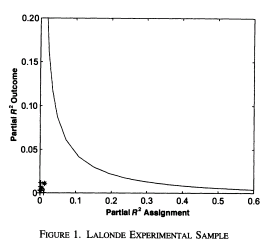 0.20
0.15
0.10
0.05
0
Partial R² Outcome
0 0.1 0.2 0.3 0.4 0.5 0.6
Partial R² Assignment
FIGURE 1. LALONDE EXPERIMENTAL SAMPLE